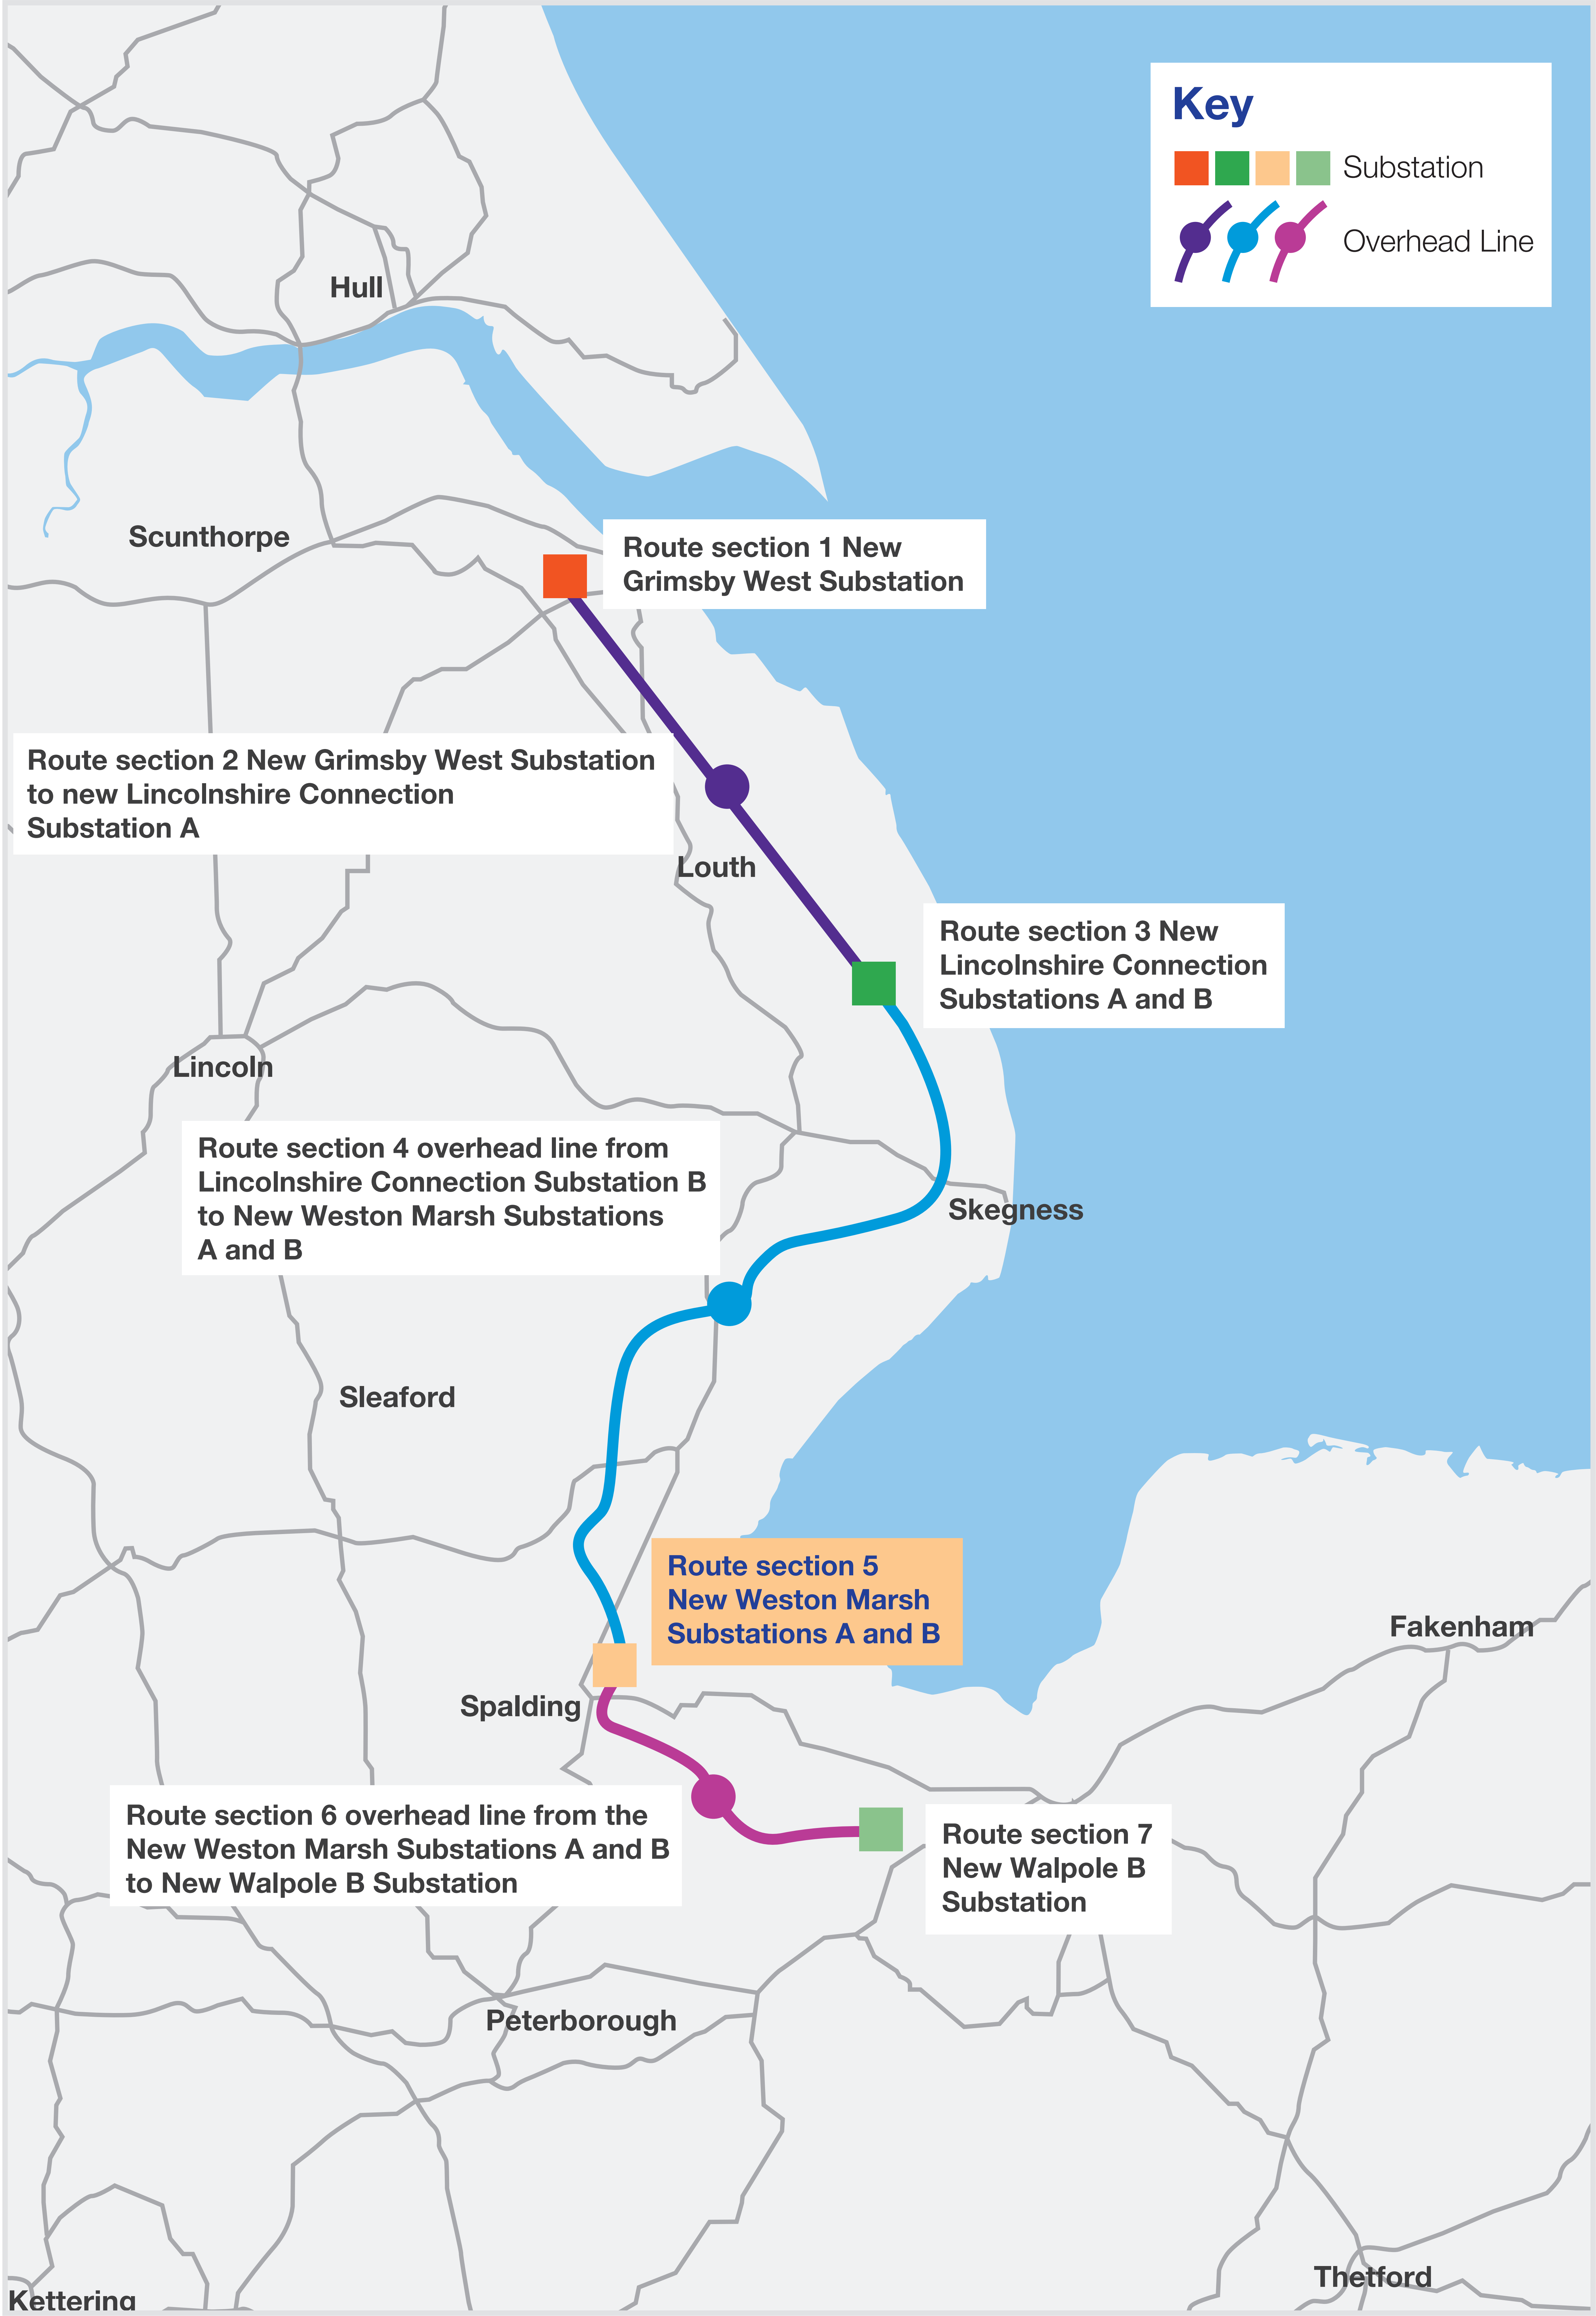 Key
Substation
Overhead Line
Hull
Scunthorpe
Route section 1 New
Grimsby West Substation
Route section 2 New Grimsby West Substation
to new Lincolnshire Connection
Substation A
Louth
Route section 3 New
Lincolnshire Connection
Substations A and B
Lincoln
Route section 4 overhead line from
Lincolnshire Connection Substation B
to New Weston Marsh Substations
A and B
Skegness
Sleaford
Route section 5
New Weston Marsh
Substations A and B
Fakenham
Spalding
Route section 6 overhead line from the
New Weston Marsh Substations A and B
to New Walpole B Substation
Route section 7
New Walpole B
Substation
Peterborough
Thetford
Kettering